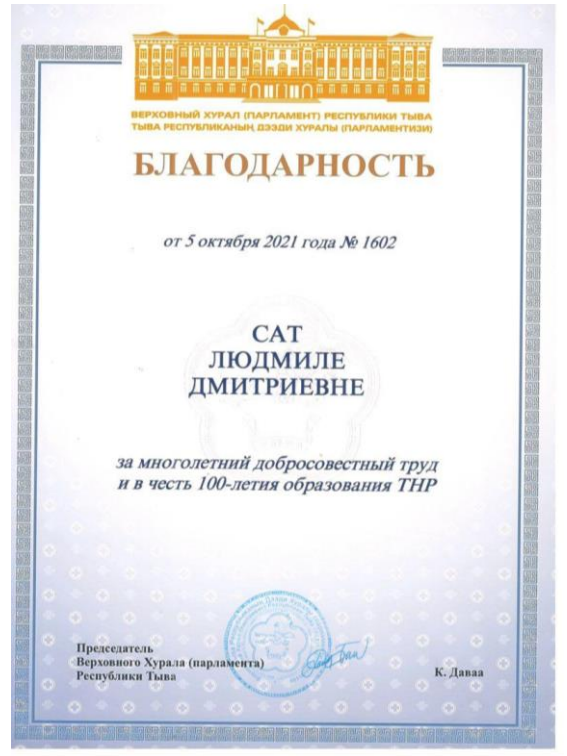 ВЕРХОВНЫЙ ХУРАЛ (ПАРЛАМЕНТ) РЕСПУБЛИКИ ТЫВА
ТЫВА РЕСПУБЛИКАНЫҢ ДЭЭДИ ХУРАЛЫ (ПАРЛАМЕНТИЗИ)
БЛАГОДАРНОСТЬ
от 5 октября 2021 года № 1602
САТ
ЛЮДМИЛЕ
ДМИТРИЕВНЕ
за многолетний добросовестный труд
и в честь 100-летия образования ТНР
Председатель
Верховного Хурала (парламента)
Республики Тыва
К. Даваа